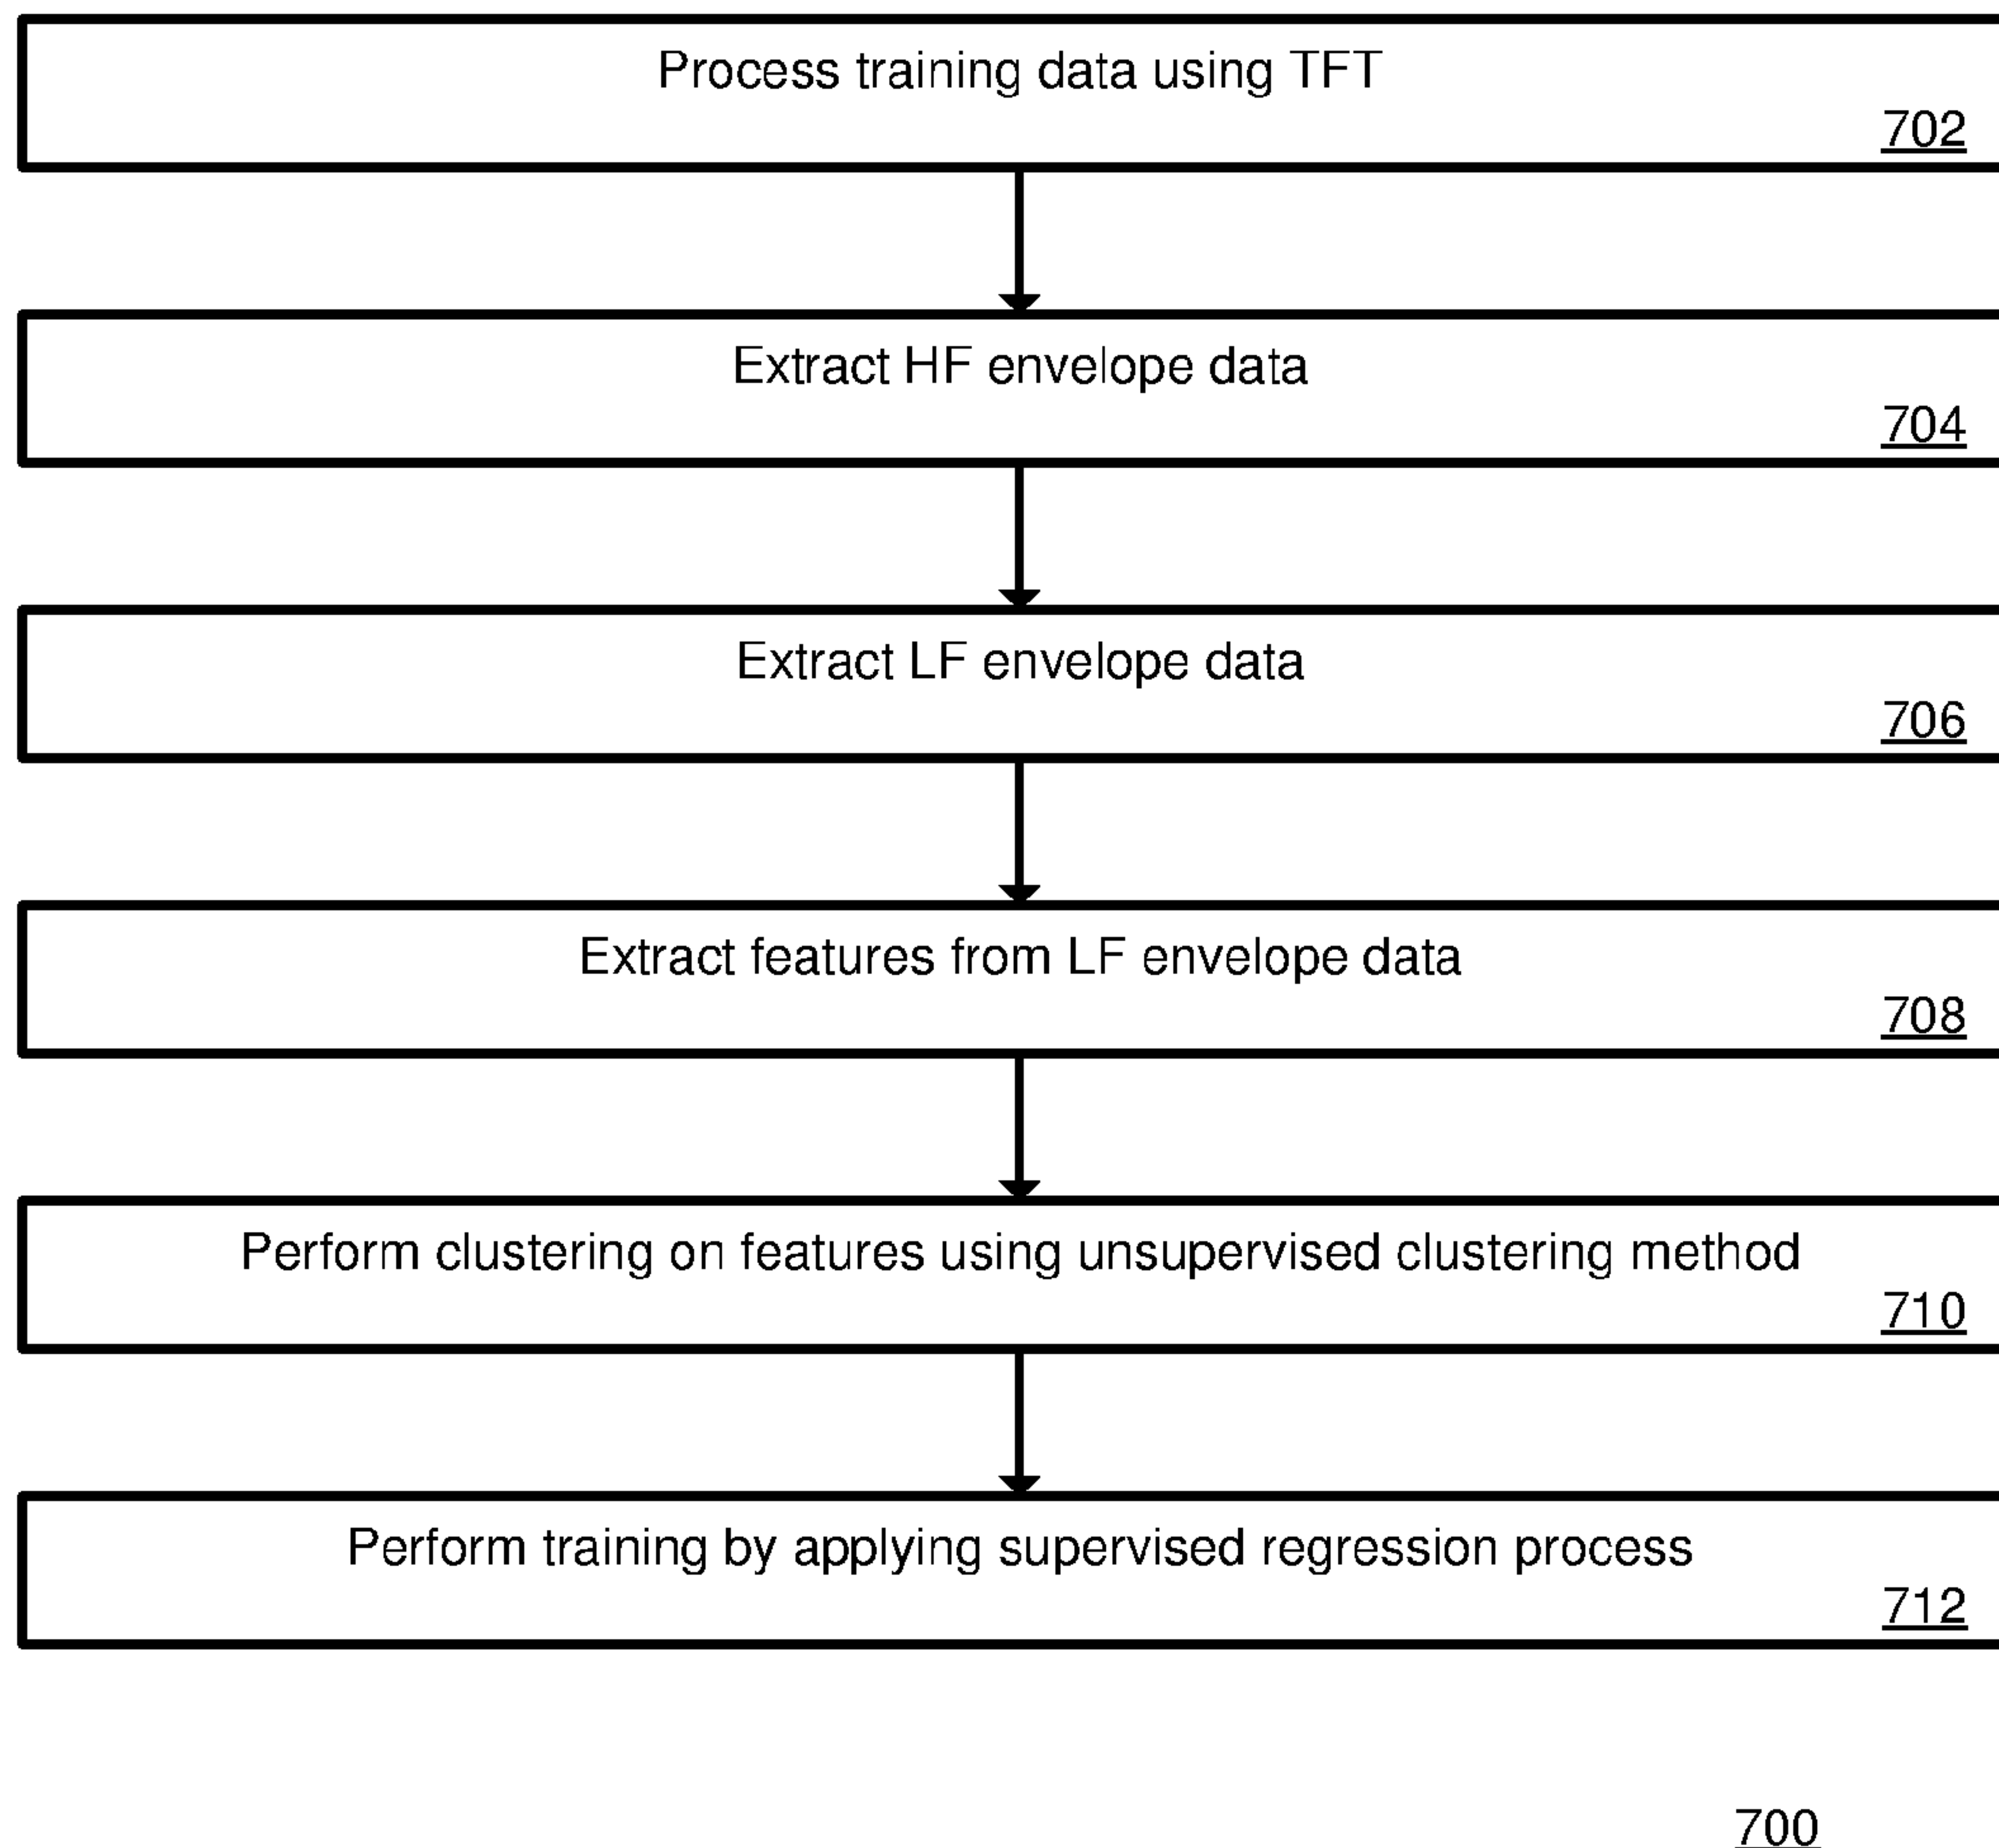 Process training data using TFT
702
Extract HF envelope data
704
Extract LF envelope data
706
Extract features from LF envelope data
708
Perform clustering on features using unsupervised clustering method
710
Perform training by applying supervised regression process
712
700